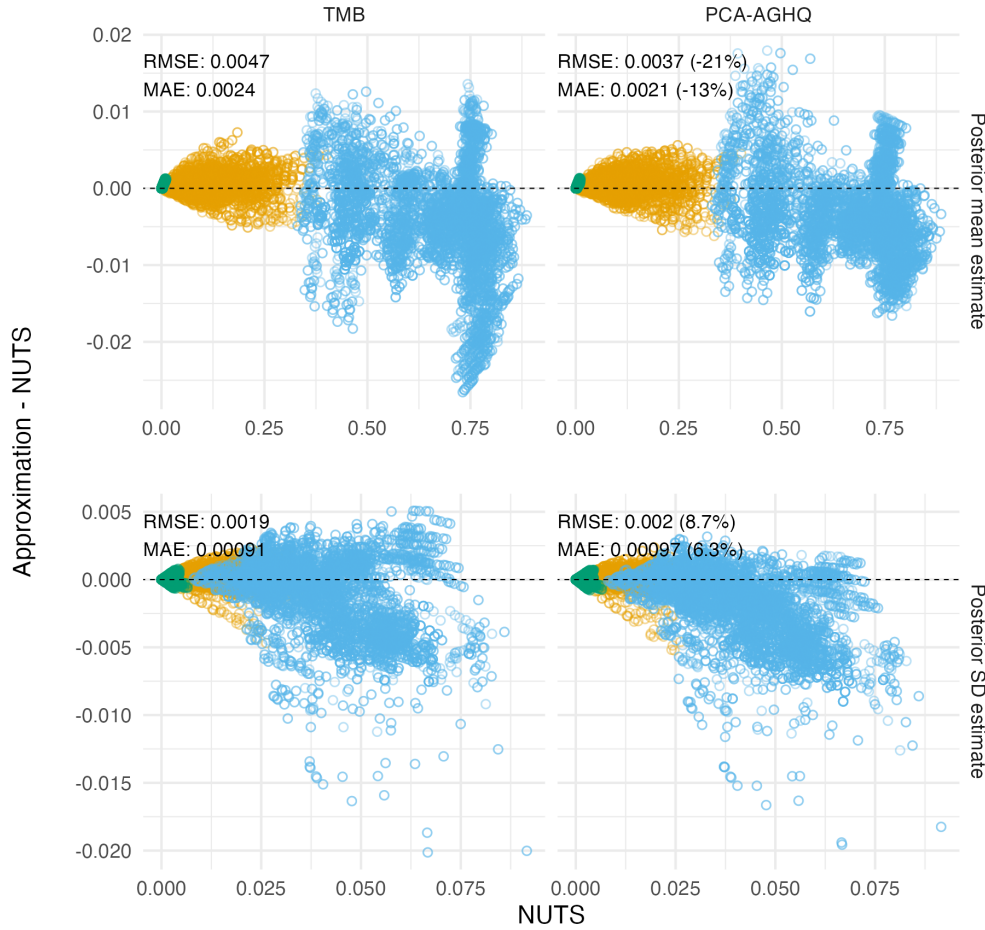 TMB
PCA-AGHQ
RMSE: 0.0047
MAE: 0.0024
RMSE: 0.0037 (-21%)
MAE: 0.0021 (-13%)
0.02
0.01
0.00
-0.01
-0.02
0.00 0.25 0.50 0.75
0.00 0.25 0.50 0.75
Posterior mean estimate
Approximation - NUTS
RMSE: 0.0019
MAE: 0.00091
RMSE: 0.002 (8.7%)
MAE: 0.00097 (6.3%)
0.005
0.000
-0.005
-0.010
-0.015
-0.020
0.000 0.025 0.050 0.075
0.000 0.025 0.050 0.075
Posterior SD estimate
NUTS